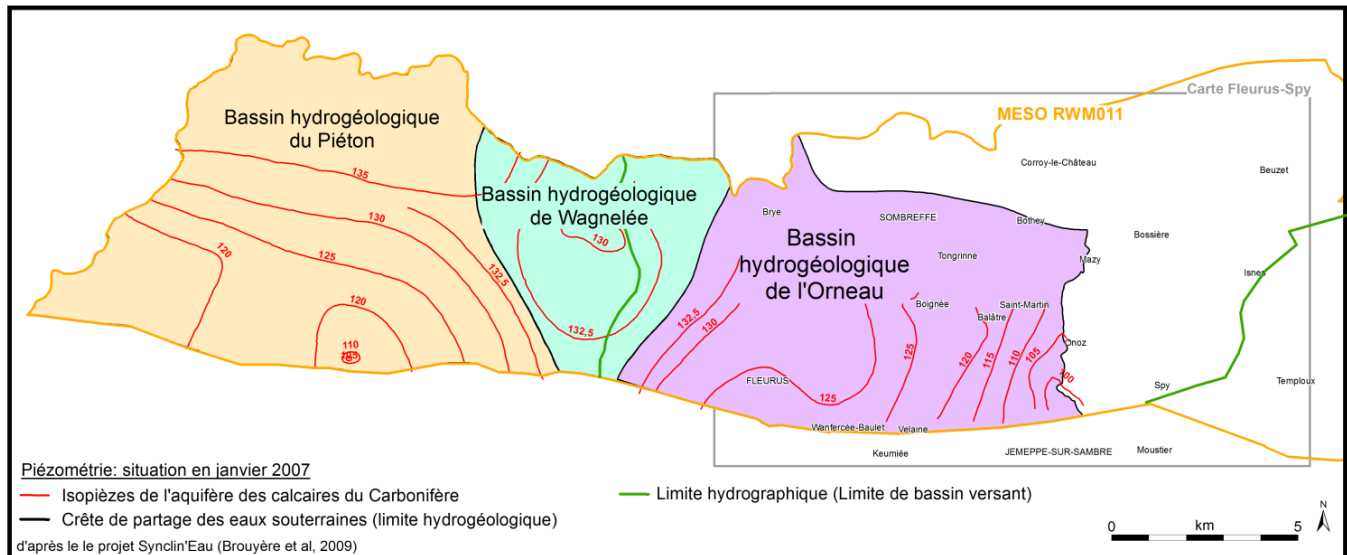 Carte Fleurus-Spy
MESO RWM011
Bassin hydrogéologique
du Piéton
Bassin hydrogéologique
de Wagnelée
Bassin
hydrogéologique
de l'Orneau
Corroy-le-Château
Beuzet
Brye
SOMBREFFE
Bothey
Bossière
Tongrinne
Mazy
Isnes
Boignée
Saint-Martin
Balâtre
Onoz
FLEURUS
Spy
Temploux
Wanfercée-Baulet
Velaine
Keumiée
JEMEPPE-SUR-SAMBRE
Moustier
135
130
125
120
120
110
105
132,5
130
132,5
132,5
130
125
125
120
115
110
105
100
Piézométrie: situation en janvier 2007
Isopièzes de l'aquifère des calcaires du Carbonifère
Crête de partage des eaux souterraines (limite hydrogéologique)
Limite hydrographique (Limite de bassin versant)
d'après le le projet Synclin'Eau (Brouyère et al, 2009)
0 km 5
N